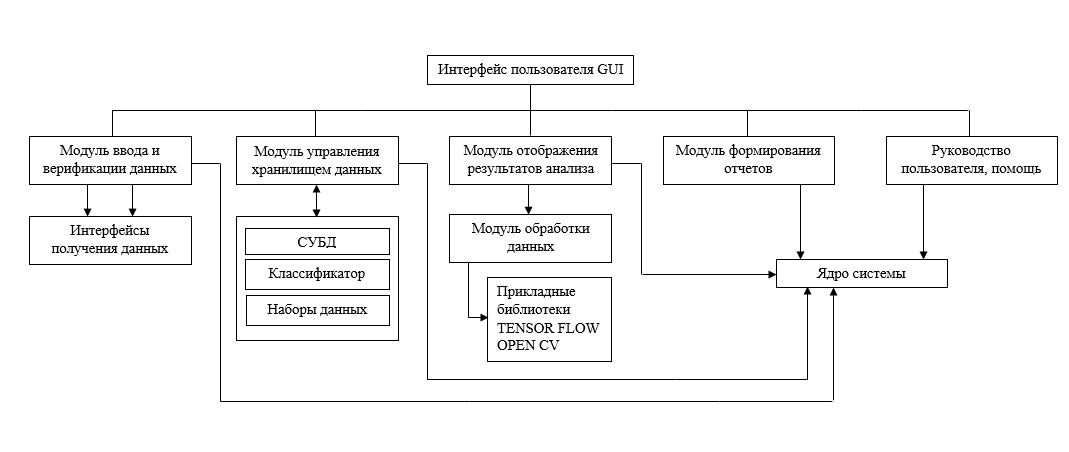 Интерфейс пользователя GUI
Модуль ввода и
верификации данных
Модуль управления
хранилищем данных
Модуль отображения
результатов анализа
Модуль формирования
отчетов
Руководство
пользователя, помощь
Интерфейсы
получения данных
СУБД
Классификатор
Наборы данных
Модуль обработки
данных
Прикладные
библиотеки
TENSOR FLOW
OPEN CV
Ядро системы